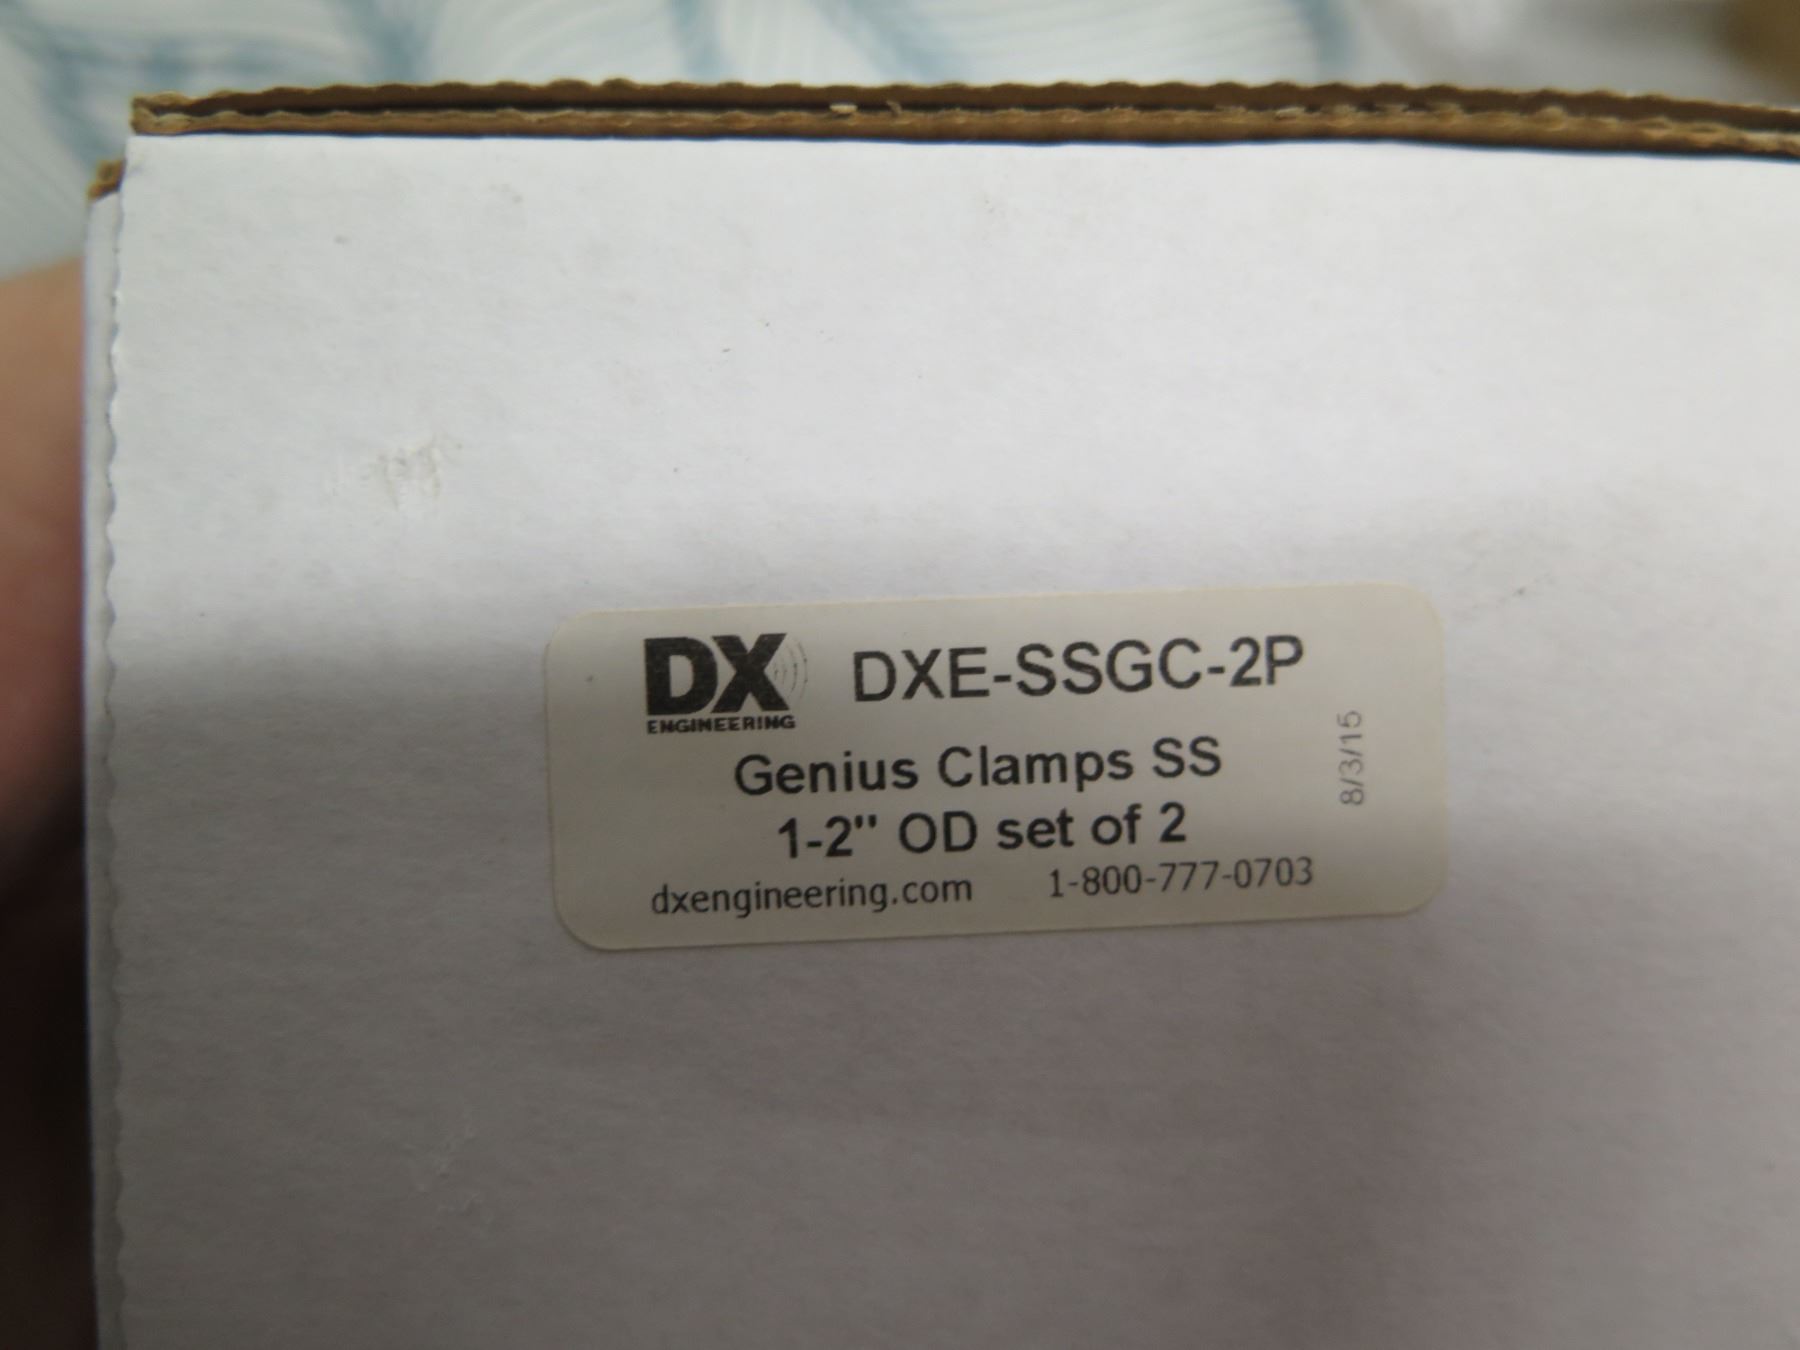 DX ENGINEERING
DXE-SSGC-2P
Genius Clamps SS
1-2" OD set of 2
dxengineering.com 1-800-777-0703
8/3/15